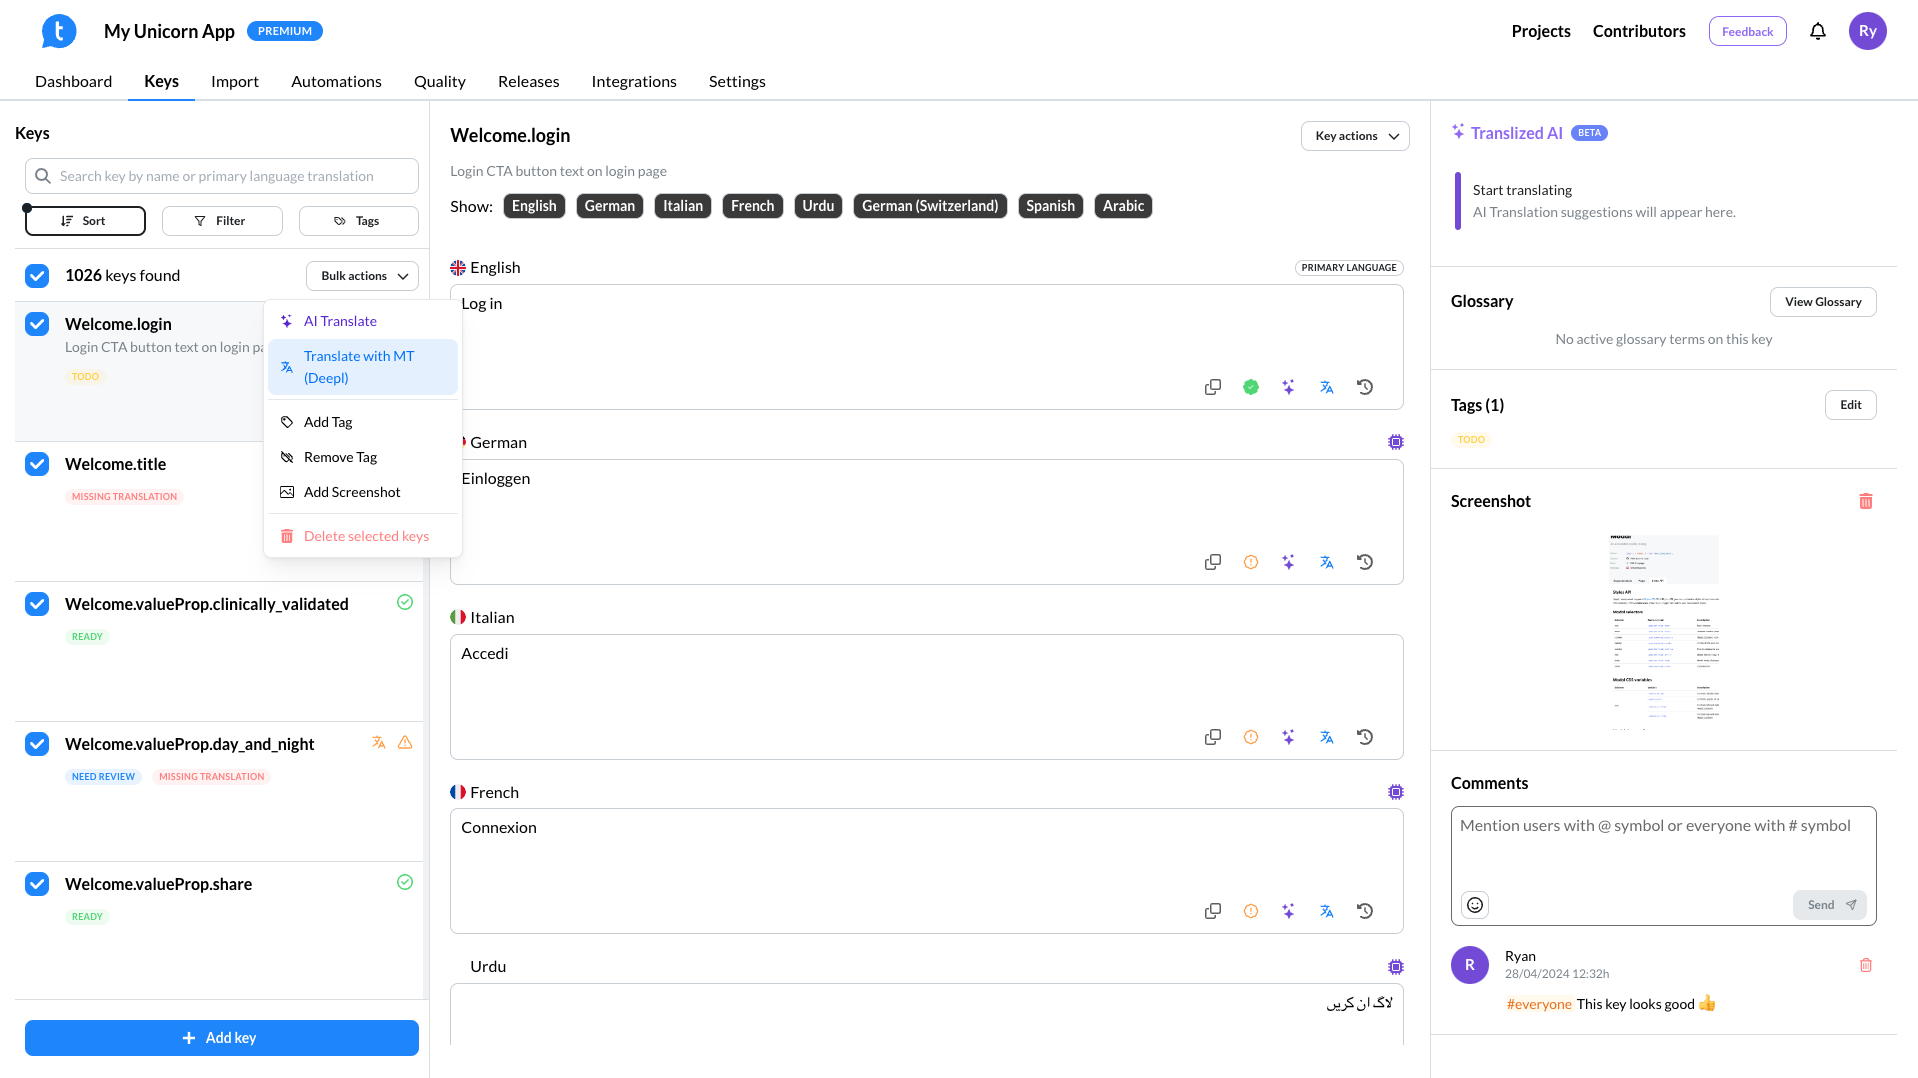 t My Unicorn App PREMIUM
Projects Contributors Feedback Ry
Dashboard Keys Import Automations Quality Releases Integrations Settings
Keys
Search key by name or primary language translation
Sort Filter Tags
1026 keys found Bulk actions
Welcome.login
Login CTA button text on login pa
TODO
Welcome.title
MISSING TRANSLATION
Welcome.valueProp.clinically_validated
READY
Welcome.valueProp.day_and_night
NEED REVIEW MISSING TRANSLATION
Welcome.valueProp.share
READY
Add key
AI Translate
Translate with MT
(Deepl)
Add Tag
Remove Tag
Add Screenshot
Delete selected keys
Welcome.login Key actions
Login CTA button text on login page
Show: English German Italian French Urdu German (Switzerland) Spanish Arabic
English PRIMARY LANGUAGE
Log in
German
Einloggen
Italian
Accedi
French
Connexion
Urdu
لاگ ان کریں
Translized AI BETA
Start translating
AI Translation suggestions will appear here.
Glossary View Glossary
No active glossary terms on this key
Tags (1) Edit
TODO
Screenshot
Styles API
Modal selectors
Modal CSS variables
Comments
Mention users with @ symbol or everyone with # symbol
Send
R Ryan
28/04/2024 12:32h
#everyone This key looks good 👍